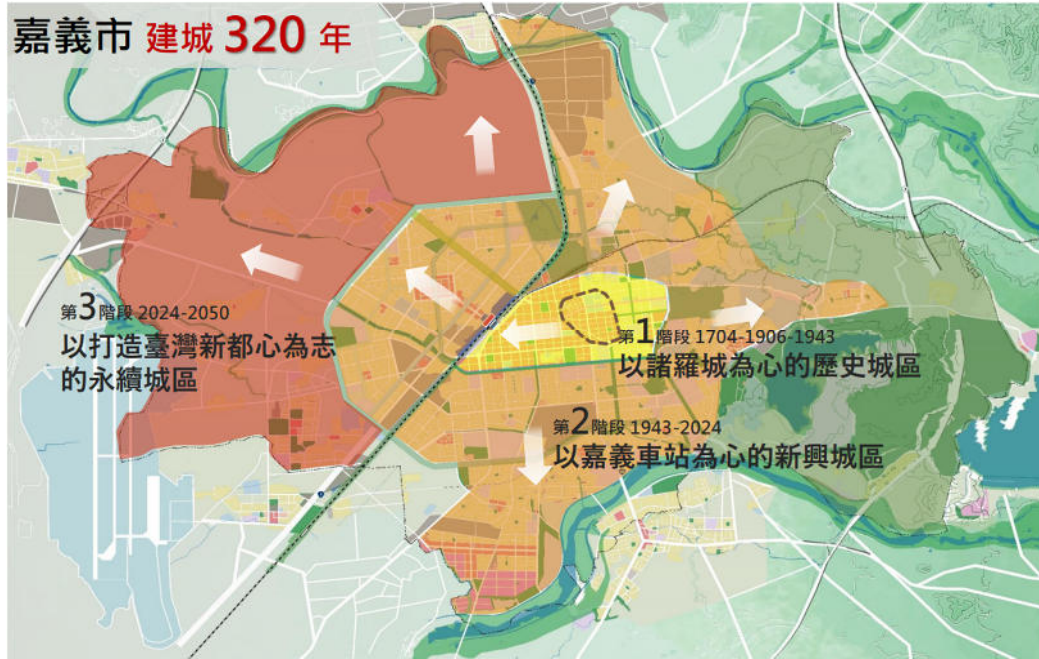 嘉義市 建城 320 年
第3階段 2024-2050
以打造臺灣新都心為志
的永續城區
第1階段 1704-1906-1943
以諸羅城為心的歷史城區
第2階段 1943-2024
以嘉義車站為心的新興城區